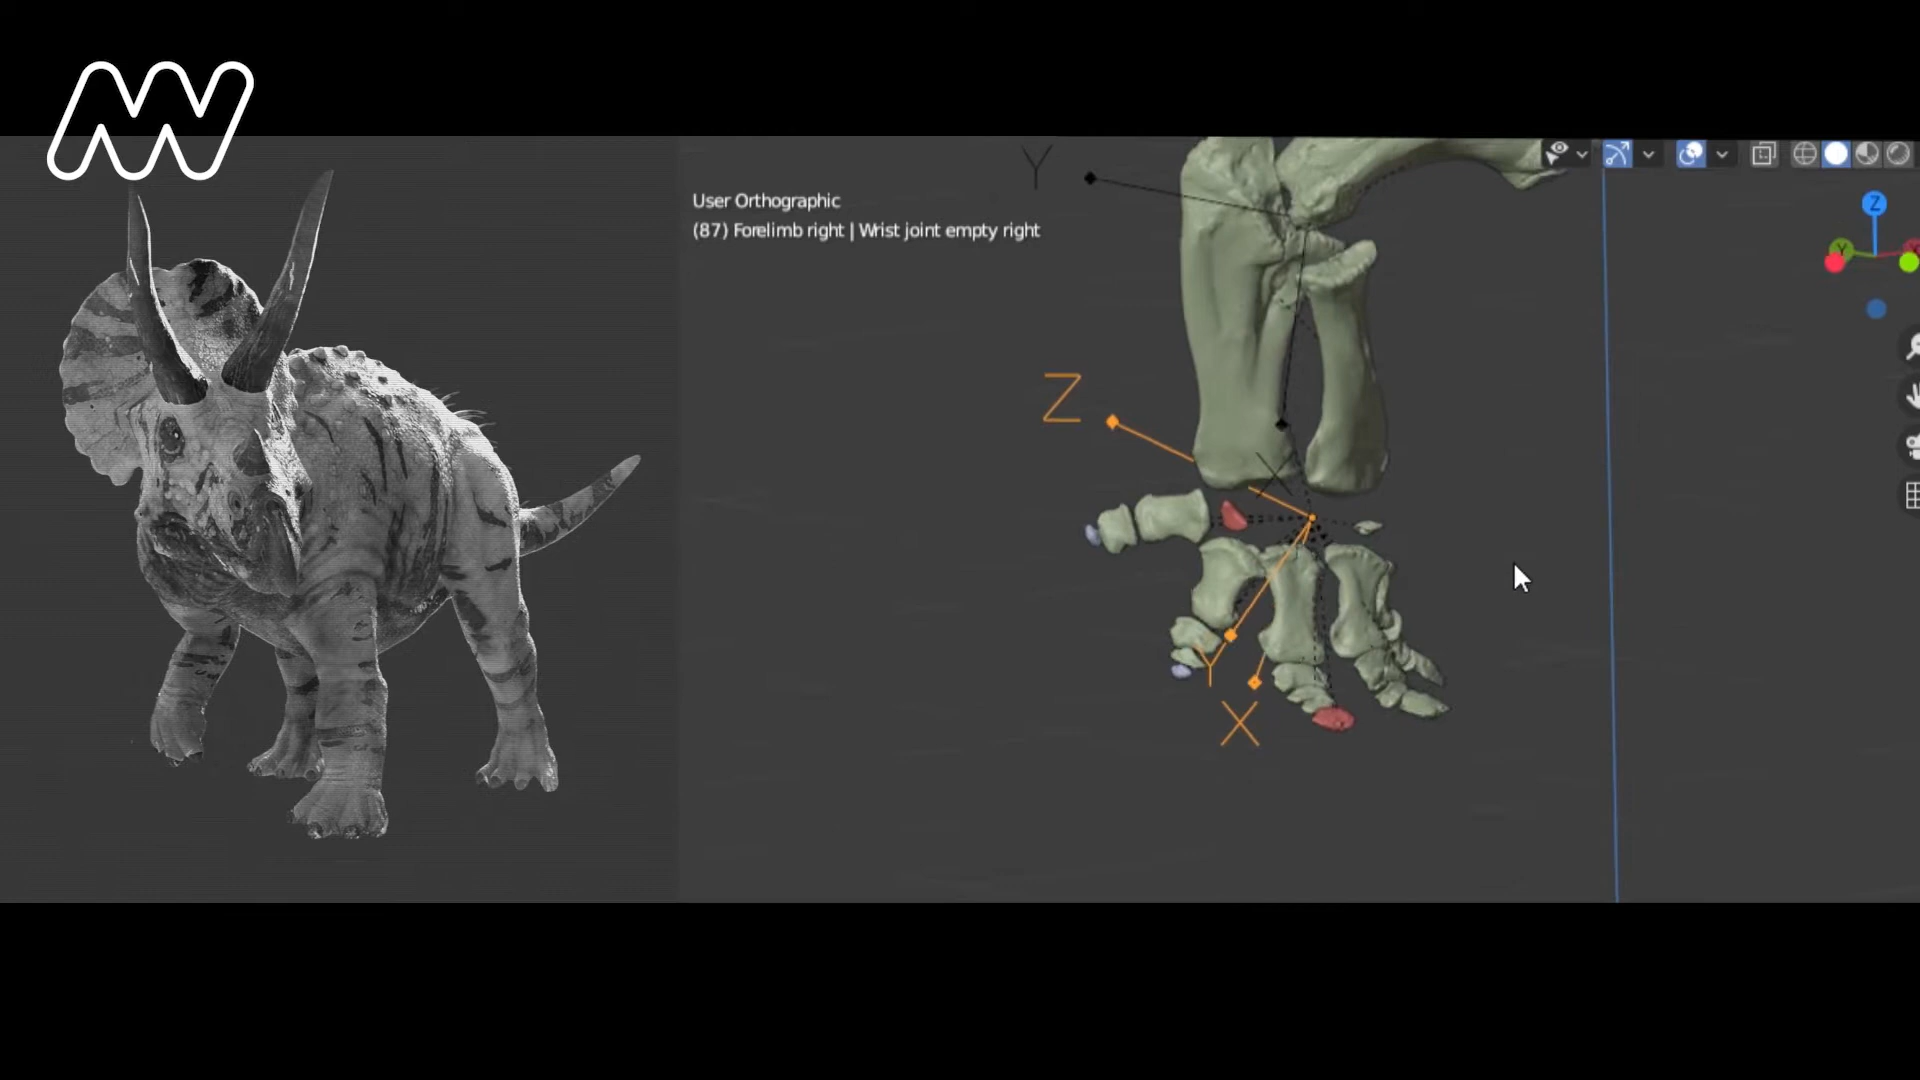 Y
User Orthographic
(87) Forelimb right | Wrist joint empty right
Z
Y
Z
X
Y
X